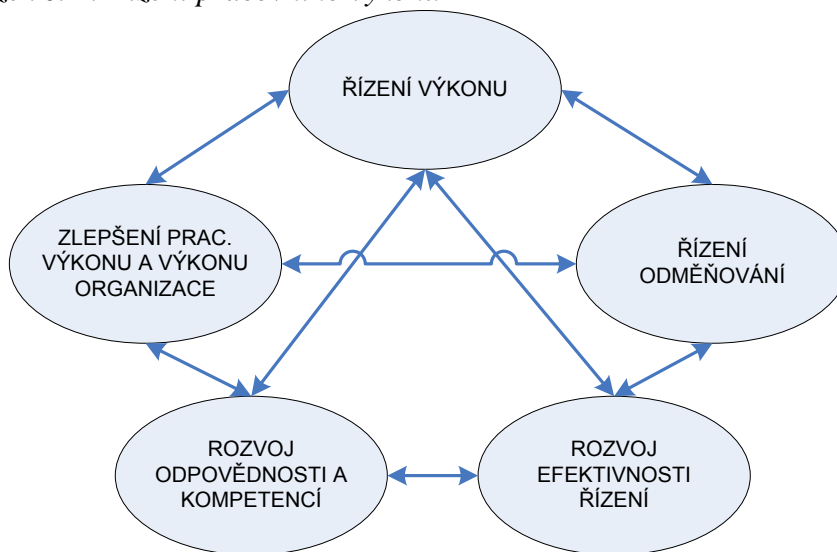 ŘÍZENÍ VÝKONU
ZLEPŠENÍ PRAC.
VÝKONU A VÝKONU
ORGANIZACE
ŘÍZENÍ
ODMĚŇOVÁNÍ
ROZVOJ
ODPOVĚDNOSTI A
KOMPETENCÍ
ROZVOJ
EFEKTIVNOSTI
ŘÍZENÍ